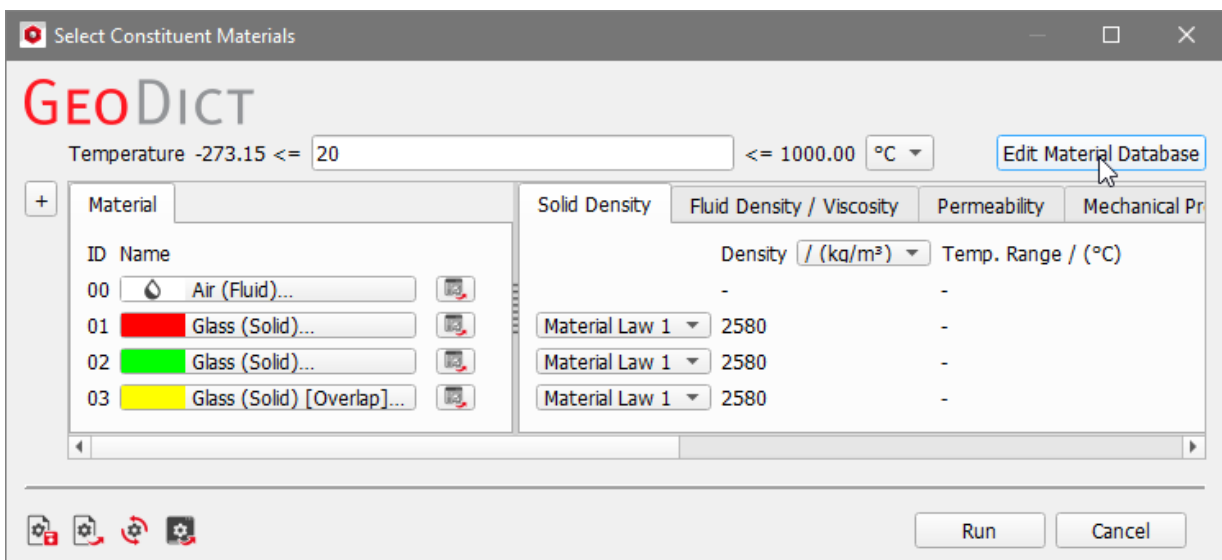 Select Constituent Materials
GEODICT
Temperature -273.15 <= 20 <= 1000.00 °C Edit Material Database
+ Material Solid Density Fluid Density / Viscosity Permeability Mechanical Pr
ID Name Density / (kg/m³) Temp. Range / (°C)
00 Air (Fluid)... - -
01 Glass (Solid)... Material Law 1 2580 -
02 Glass (Solid)... Material Law 1 2580 -
03 Glass (Solid) [Overlap]... Material Law 1 2580 -
Run Cancel